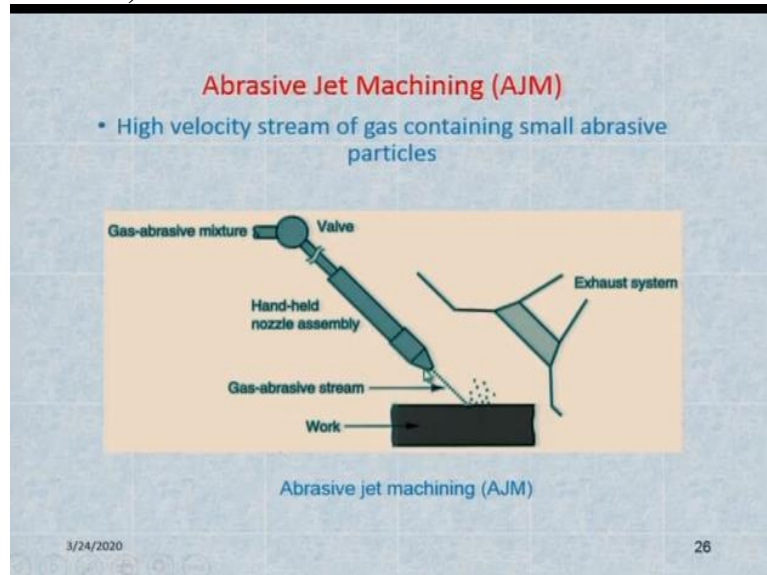 Abrasive Jet Machining (AJM)
• High velocity stream of gas containing small abrasive
particles
Gas-abrasive mixture
Valve
Exhaust system
Hand-held
nozzle assembly
Gas-abrasive stream
Work
Abrasive jet machining (AJM)
3/24/2020
26